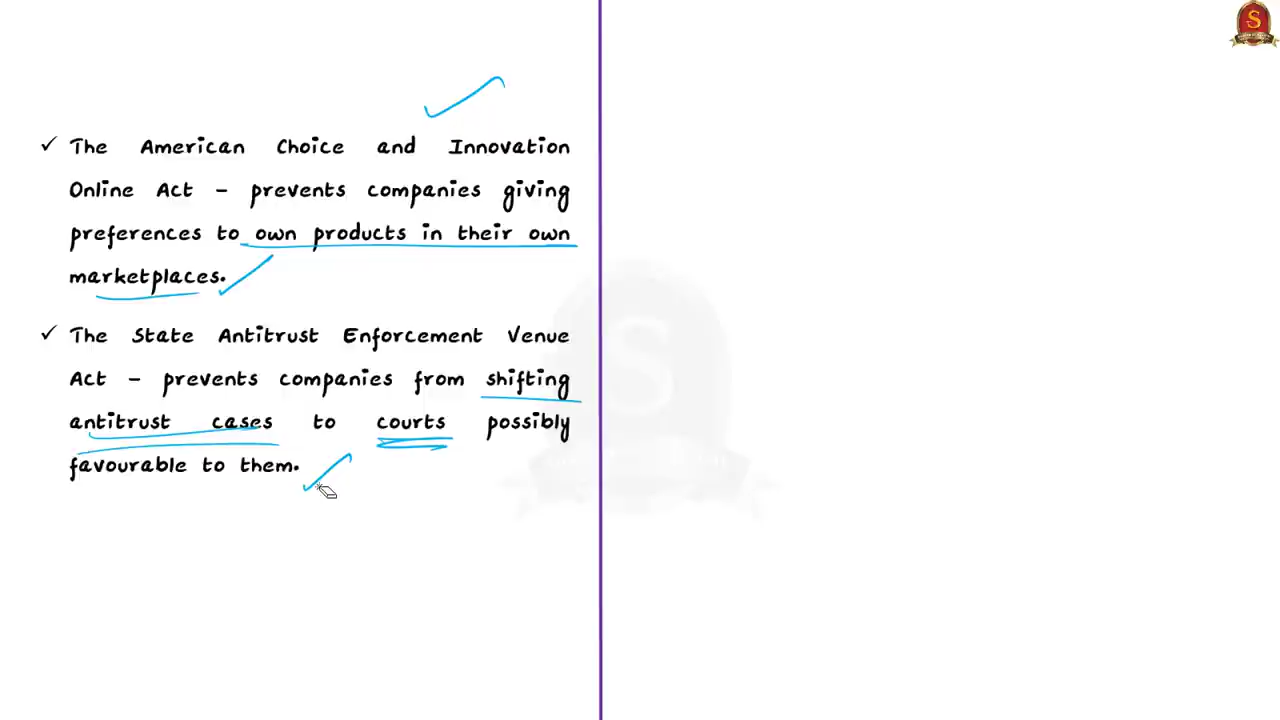 ✓ The American Choice and Innovation
Online Act – prevents companies giving
preferences to own products in their own
marketplaces.
✓ The State Antitrust Enforcement Venue
Act – prevents companies from shifting
antitrust cases to courts possibly
favourable to them.
S
S